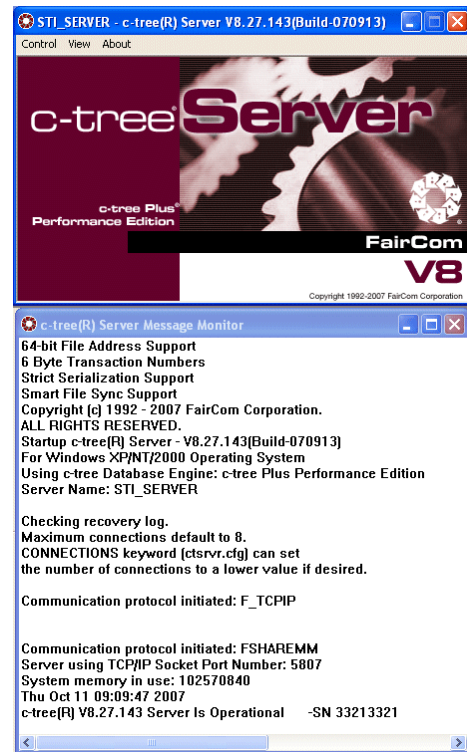 STI_SERVER - c-tree(R) Server V8.27.143(Build-070913)
Control View About
c-tree® Server
c-tree Plus®
Performance Edition
FairCom
V8
Copyright 1992-2007 FairCom Corporation
c-tree(R) Server Message Monitor
64-bit File Address Support
6 Byte Transaction Numbers
Strict Serialization Support
Smart File Sync Support
Copyright (c) 1992 - 2007 FairCom Corporation.
ALL RIGHTS RESERVED.
Startup c-tree(R) Server - V8.27.143(Build-070913)
For Windows XP/NT/2000 Operating System
Using c-tree Database Engine: c-tree Plus Performance Edition
Server Name: STI_SERVER
Checking recovery log.
Maximum connections default to 8.
CONNECTIONS keyword (ctsrvr.cfg) can set
the number of connections to a lower value if desired.
Communication protocol initiated: F_TCPIP
Communication protocol initiated: FSHAREMM
Server using TCP/IP Socket Port Number: 5807
System memory in use: 102570840
Thu Oct 11 09:09:47 2007
c-tree(R) V8.27.143 Server Is Operational -SN 33213321